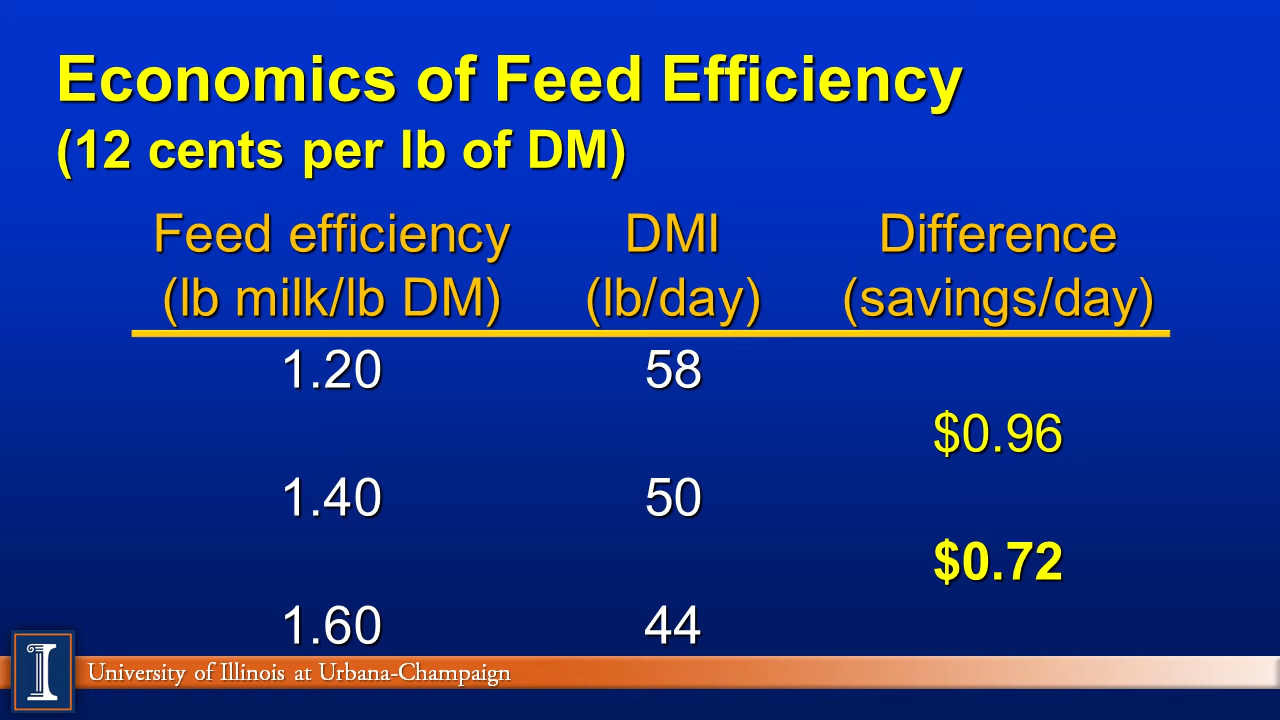 Economics of Feed Efficiency
(12 cents per lb of DM)
Feed efficiency DMI Difference
(lb milk/lb DM) (lb/day) (savings/day)
1.20 58
$0.96
1.40 50
$0.72
1.60 44
I
University of Illinois at Urbana-Champaign